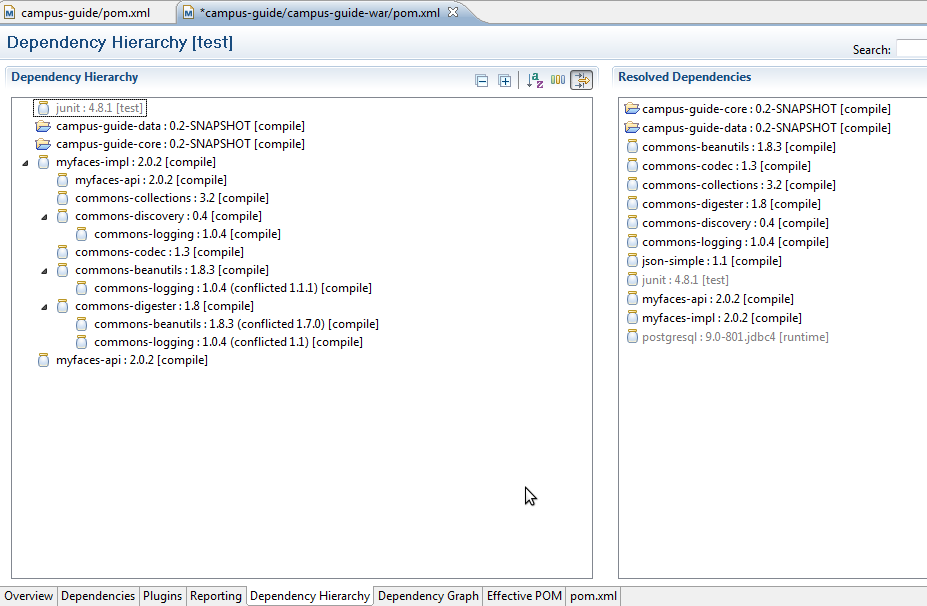 campus-guide/pom.xml
*campus-guide/campus-guide-war/pom.xml
Dependency Hierarchy [test]
Search:
Dependency Hierarchy
junit : 4.8.1 [test]
campus-guide-data : 0.2-SNAPSHOT [compile]
campus-guide-core : 0.2-SNAPSHOT [compile]
myfaces-impl : 2.0.2 [compile]
myfaces-api : 2.0.2 [compile]
commons-collections : 3.2 [compile]
commons-discovery : 0.4 [compile]
commons-logging : 1.0.4 [compile]
commons-codec : 1.3 [compile]
commons-beanutils : 1.8.3 [compile]
commons-logging : 1.0.4 (conflicted 1.1.1) [compile]
commons-digester : 1.8 [compile]
commons-beanutils : 1.8.3 (conflicted 1.7.0) [compile]
commons-logging : 1.0.4 (conflicted 1.1) [compile]
myfaces-api : 2.0.2 [compile]
Resolved Dependencies
campus-guide-core : 0.2-SNAPSHOT [compile]
campus-guide-data : 0.2-SNAPSHOT [compile]
commons-beanutils : 1.8.3 [compile]
commons-codec : 1.3 [compile]
commons-collections : 3.2 [compile]
commons-digester : 1.8 [compile]
commons-discovery : 0.4 [compile]
commons-logging : 1.0.4 [compile]
json-simple : 1.1 [compile]
junit : 4.8.1 [test]
myfaces-api : 2.0.2 [compile]
myfaces-impl : 2.0.2 [compile]
postgresql : 9.0-801.jdbc4 [runtime]
Overview Dependencies Plugins Reporting Dependency Hierarchy Dependency Graph Effective POM pom.xml